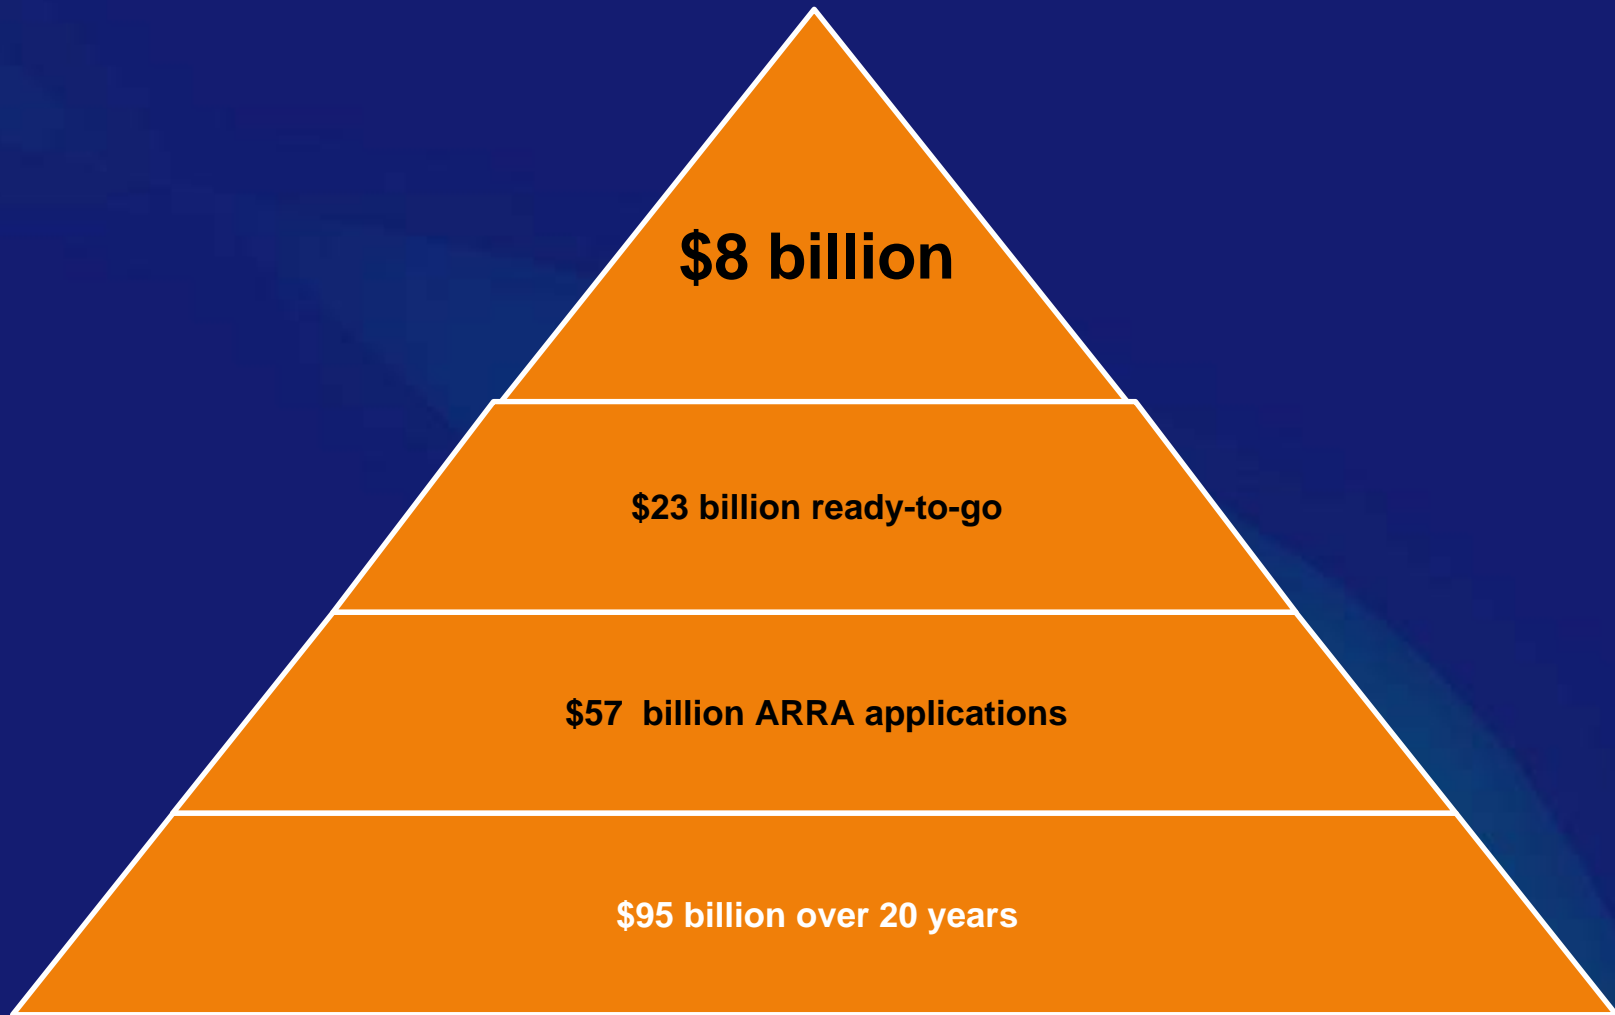 $8 billion
$23 billion ready-to-go
$57  billion ARRA applications
$95 billion over 20 years